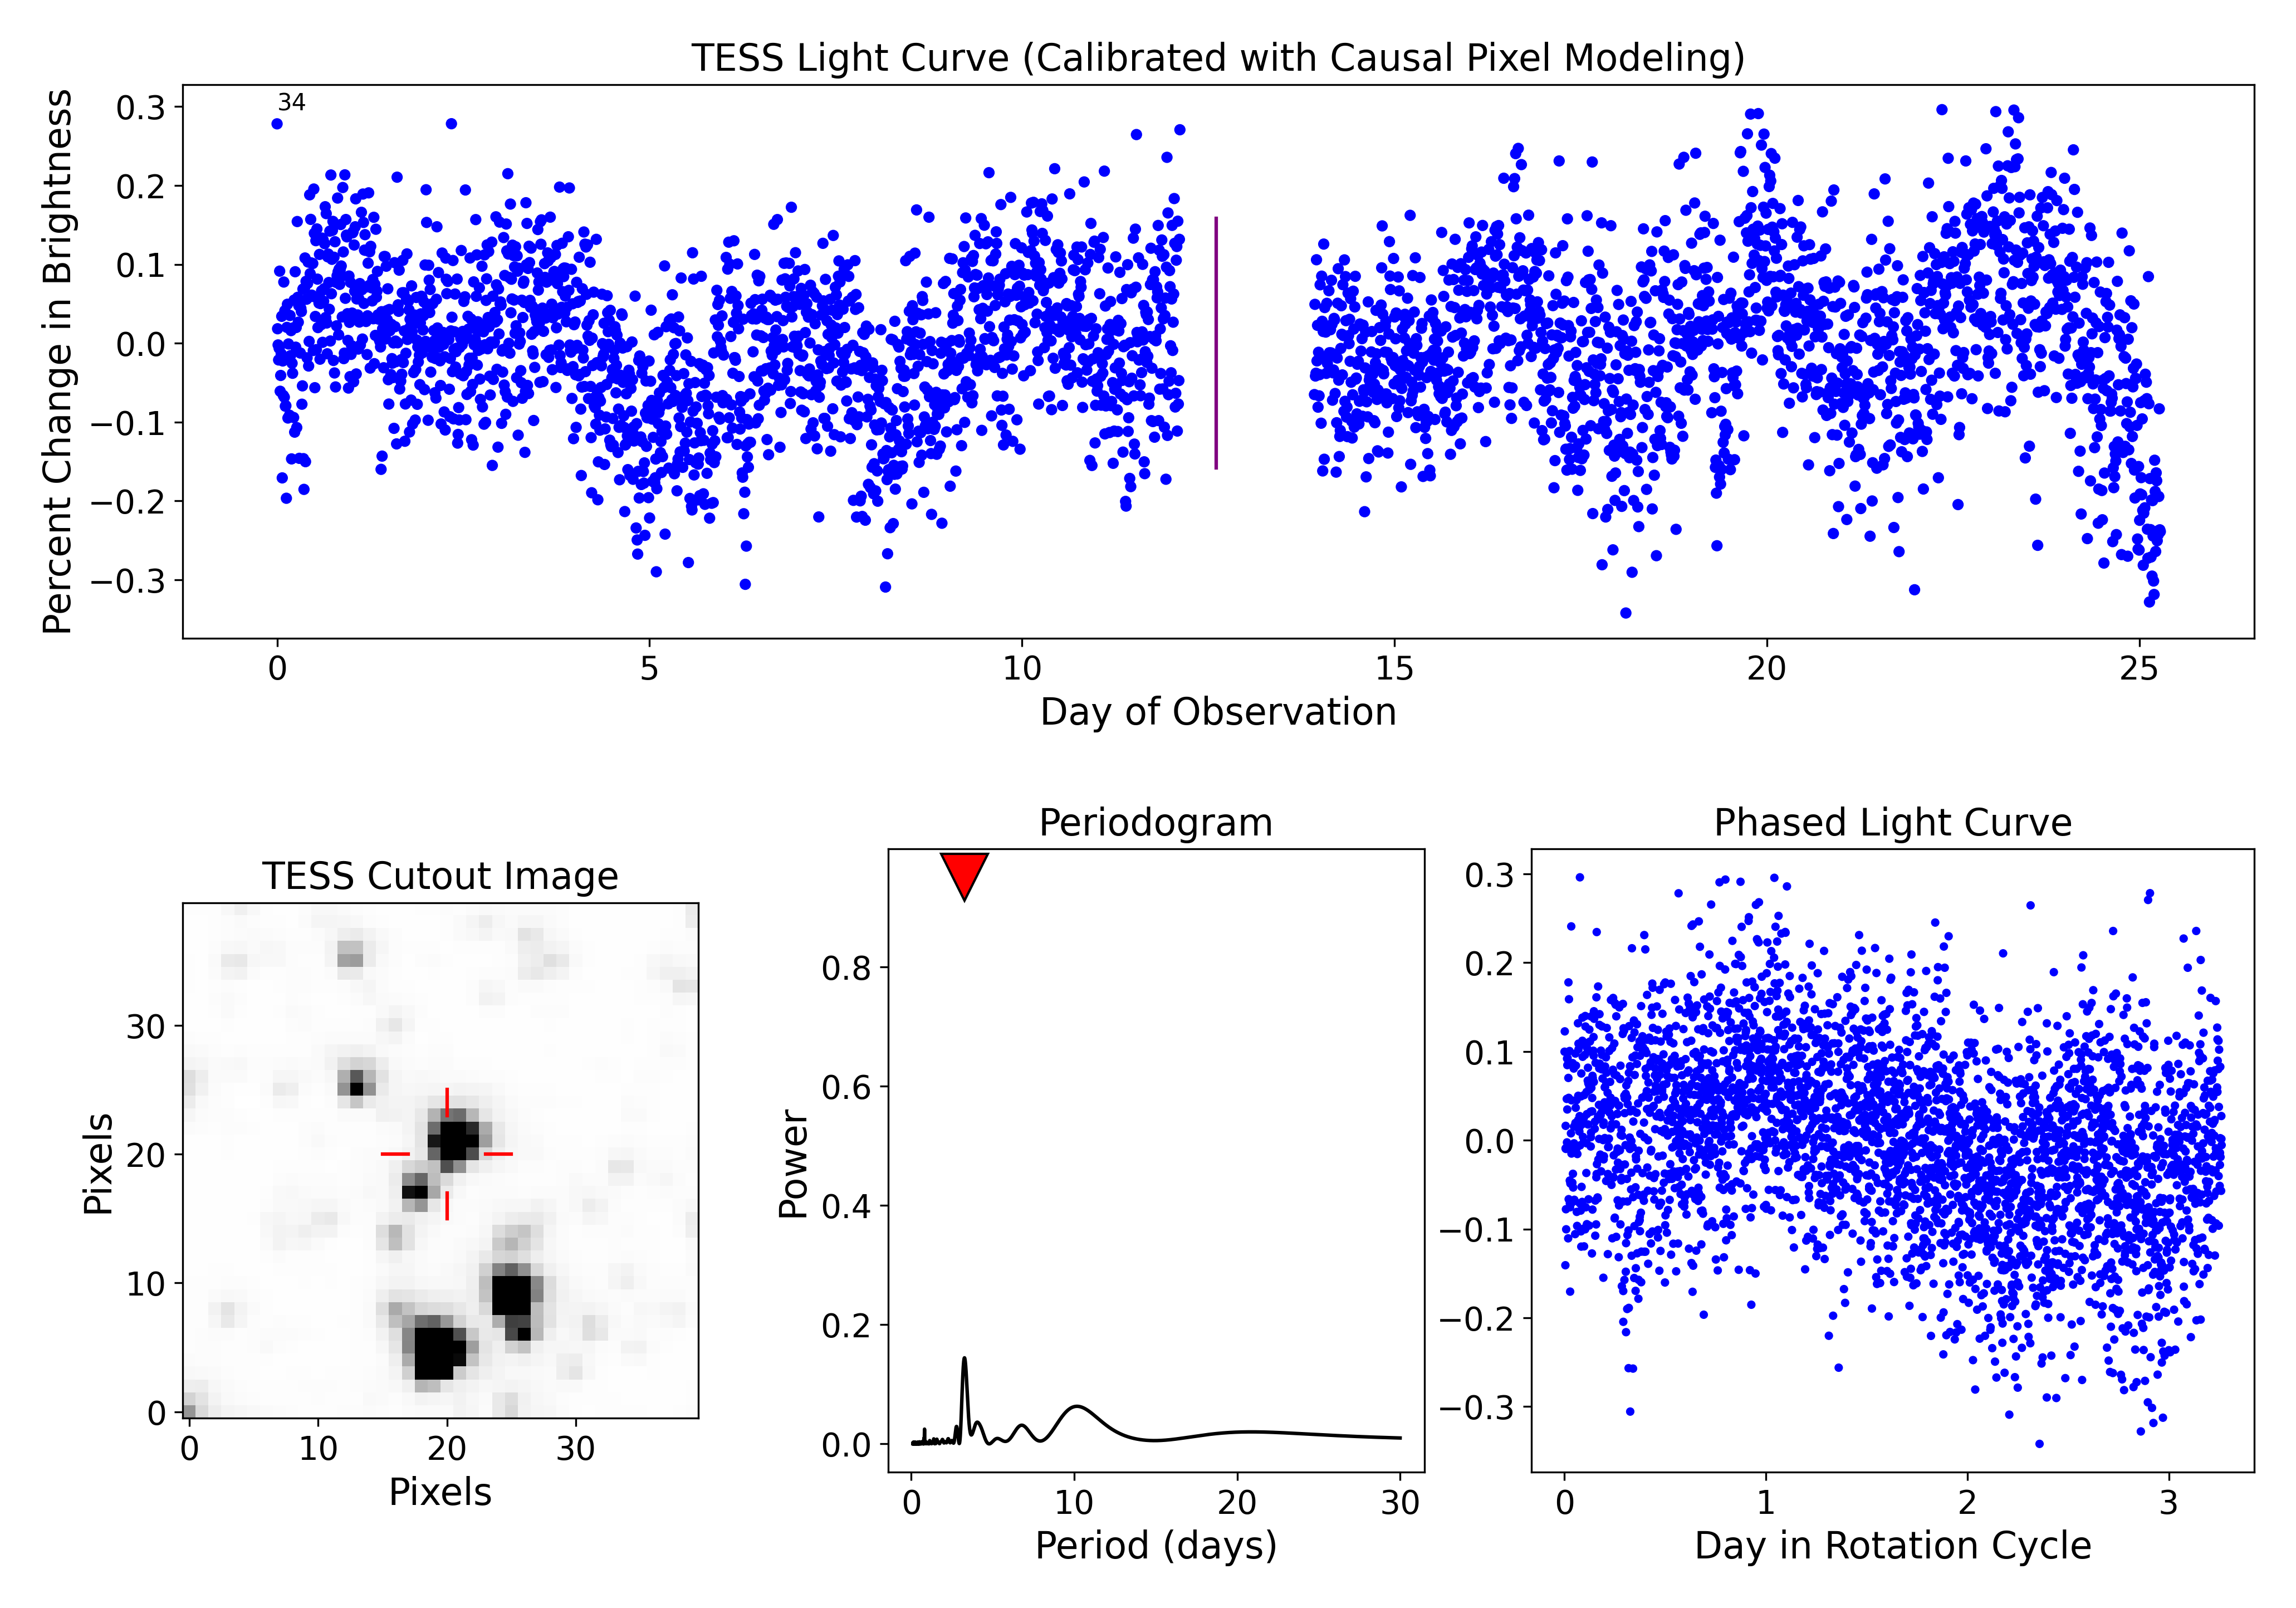 TESS Light Curve (Calibrated with Causal Pixel Modeling)
Percent Change in Brightness
0.3
0.2
0.1
0.0
−0.1
−0.2
−0.3
34
0 5 10 15 20 25
Day of Observation
TESS Cutout Image
Pixels
30
20
10
0
0 10 20 30
Pixels
Periodogram
Power
0.8
0.6
0.4
0.2
0.0
0 10 20 30
Period (days)
Phased Light Curve
0.3
0.2
0.1
0.0
−0.1
−0.2
−0.3
0 1 2 3
Day in Rotation Cycle